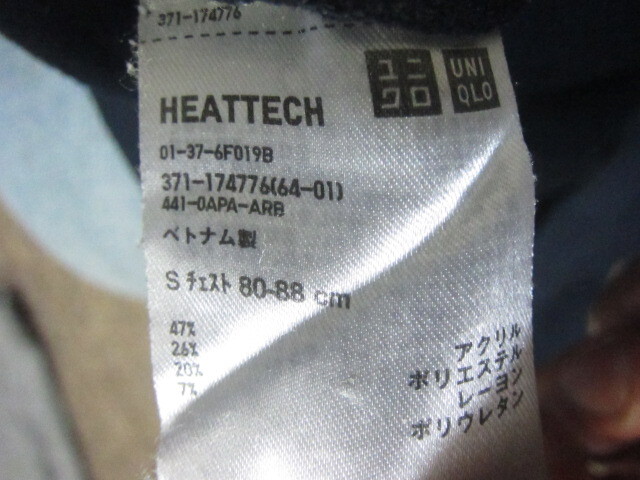 371-174776
ユニ
クロ
UNI
QLO
HEATTECH
01-37-6F019B
371-174776(64-01)
441-0APA-ARB
ベトナム製
S チェスト 80-88 cm
47% アクリル
26% ポリエステル
20% レーヨン
7% ポリウレタン